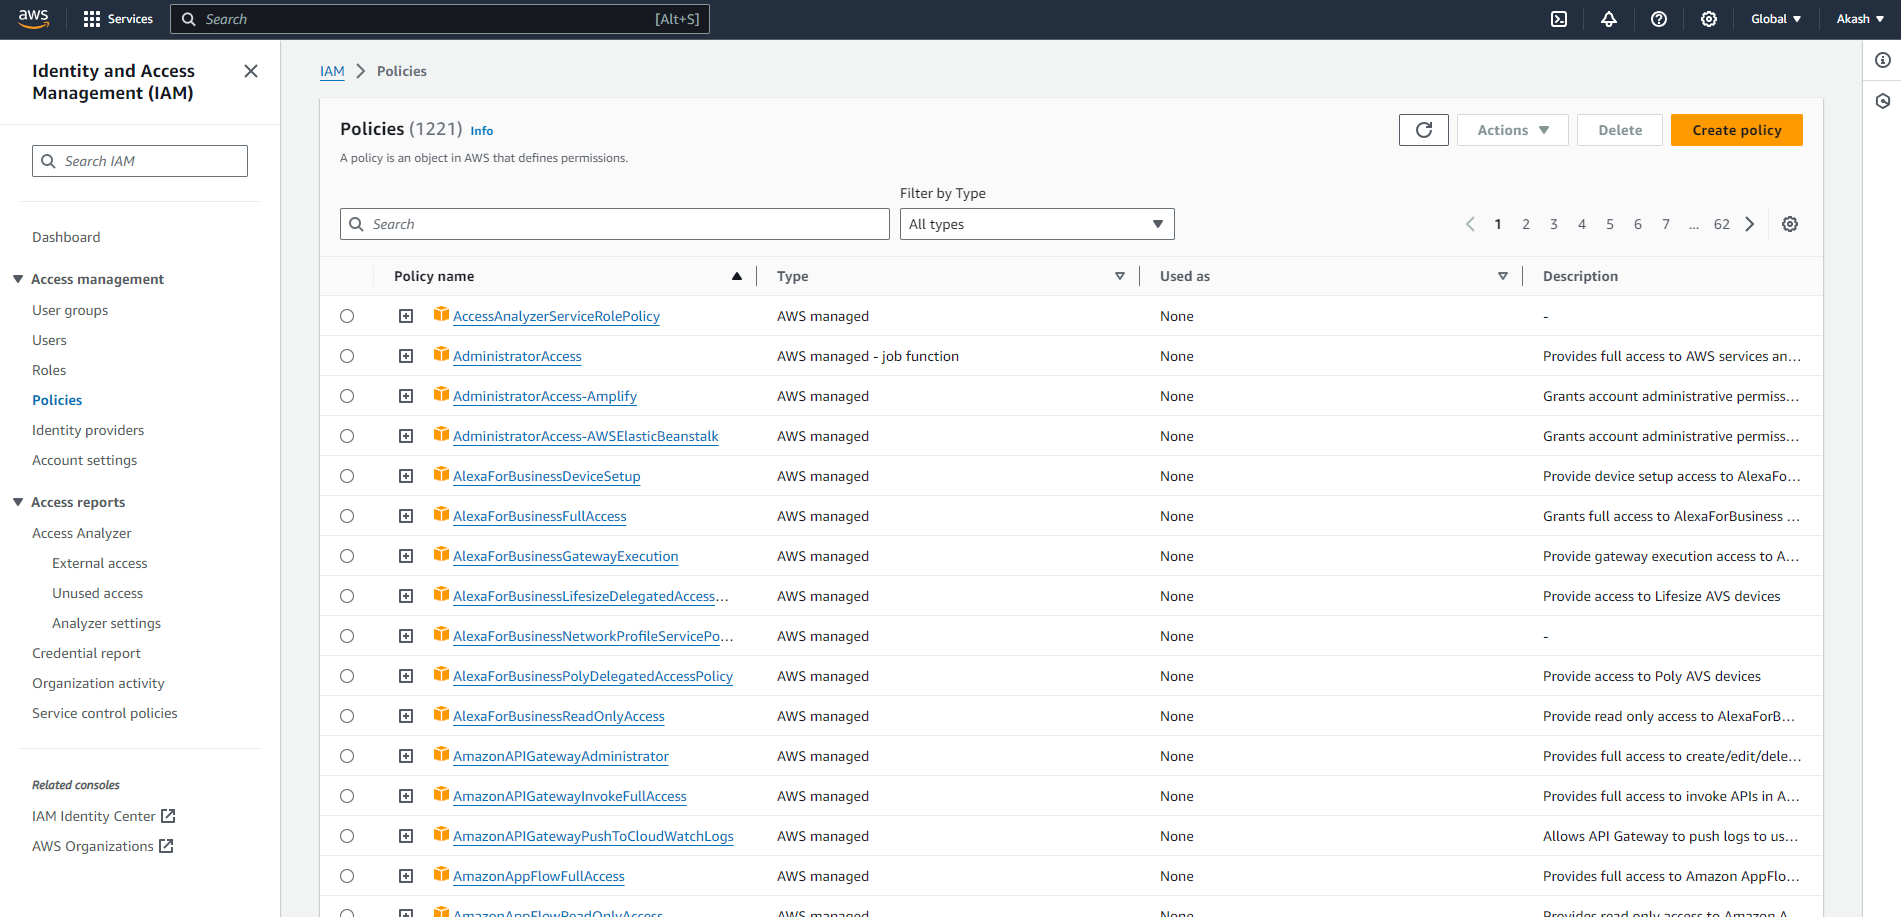 aws Services Search [Alt+S] Global Akash
Identity and Access
Management (IAM)
Search IAM
Dashboard
Access management
User groups
Users
Roles
Policies
Identity providers
Account settings
Access reports
Access Analyzer
External access
Unused access
Analyzer settings
Credential report
Organization activity
Service control policies
Related consoles
IAM Identity Center
AWS Organizations
IAM > Policies
Policies (1221) Info
A policy is an object in AWS that defines permissions.
Actions Delete Create policy
Filter by Type
Search All types 1 2 3 4 5 6 7 ... 62
Policy name Type Used as Description
AccessAnalyzerServiceRolePolicy AWS managed None -
AdministratorAccess AWS managed - job function None Provides full access to AWS services an...
AdministratorAccess-Amplify AWS managed None Grants account administrative permiss...
AdministratorAccess-AWSElasticBeanstalk AWS managed None Grants account administrative permiss...
AlexaForBusinessDeviceSetup AWS managed None Provide device setup access to AlexaFo...
AlexaForBusinessFullAccess AWS managed None Grants full access to AlexaForBusiness ...
AlexaForBusinessGatewayExecution AWS managed None Provide gateway execution access to A...
AlexaForBusinessLifesizeDelegatedAccess... AWS managed None Provide access to Lifesize AVS devices
AlexaForBusinessNetworkProfileServicePo... AWS managed None -
AlexaForBusinessPolyDelegatedAccessPolicy AWS managed None Provide access to Poly AVS devices
AlexaForBusinessReadOnlyAccess AWS managed None Provide read only access to AlexaForB...
AmazonAPIGatewayAdministrator AWS managed None Provides full access to create/edit/dele...
AmazonAPIGatewayInvokeFullAccess AWS managed None Provides full access to invoke APIs in A...
AmazonAPIGatewayPushToCloudWatchLogs AWS managed None Allows API Gateway to push logs to us...
AmazonAppFlowFullAccess AWS managed None Provides full access to Amazon AppFlo...
AmazonAppFlowReadOnlyAccess AWS managed None Provides read only access to Amazon A...